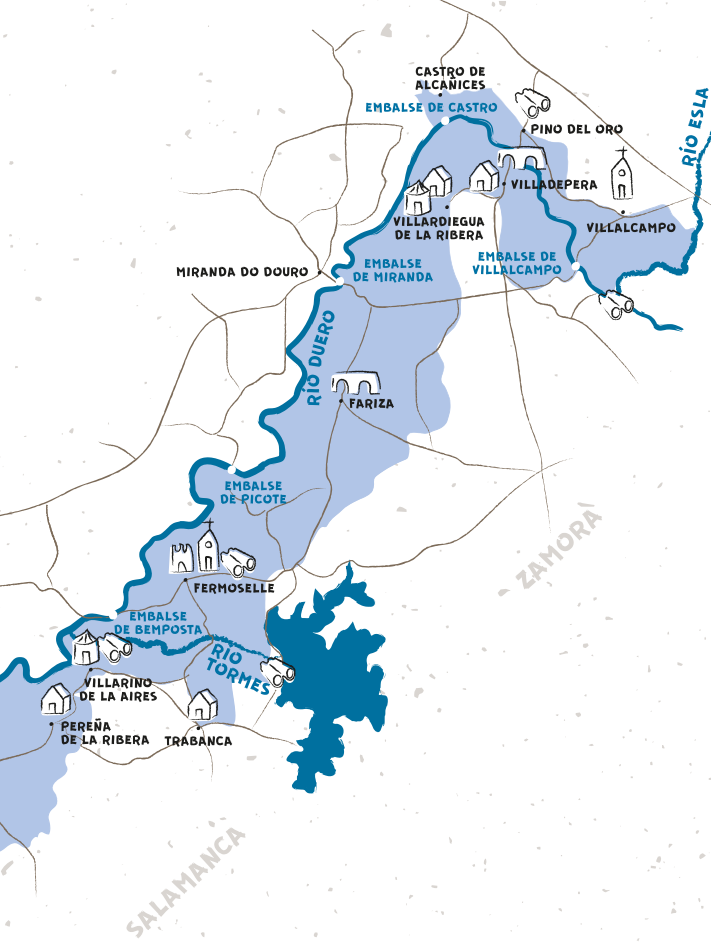 CASTRO DE
ALCAÑICES
EMBALSE DE CASTRO
PINO DEL ORO
RÍO ESLA
VILLADEPERA
VILLARDIEGUA
DE LA RIBERA
VILLALCAMPO
EMBALSE DE
VILLALCAMPO
EMBALSE
DE MIRANDA
MIRANDA DO DOURO
RÍO DUERO
FARIZA
EMBALSE
DE PICOTE
ZAMORA
FERMOSELLE
EMBALSE
DE BEMPOSTA
RÍO
TORMES
VILLARINO
DE LA AIRES
PEREÑA
DE LA RIBERA
TRABANCA
SALAMANCA